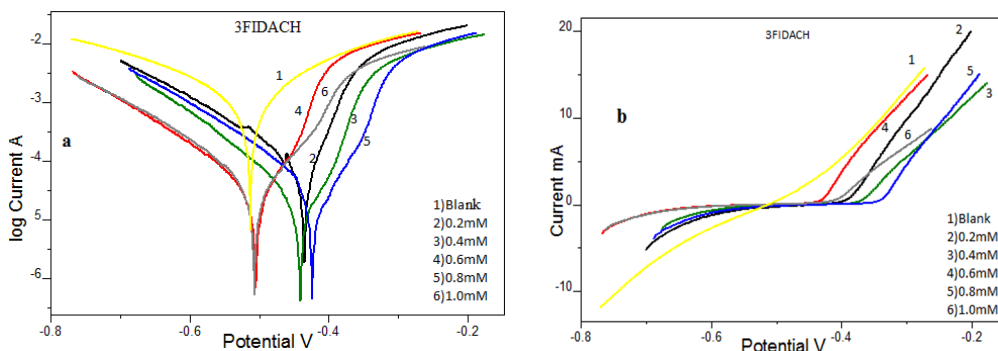 3FIDACH
-2
-3
-4
-5
-6
log Current A
a
1
6
4
3
2
5
1)Blank
2)0.2mM
3)0.4mM
4)0.6mM
5)0.8mM
6)1.0mM
-0.8
-0.6
-0.4
-0.2
Potential V
3FIDACH
20
10
0
-10
Current mA
b
2
1
5
3
4
6
1)Blank
2)0.2mM
3)0.4mM
4)0.6mM
5)0.8mM
6)1.0mM
-0.8
-0.6
-0.4
-0.2
Potential V